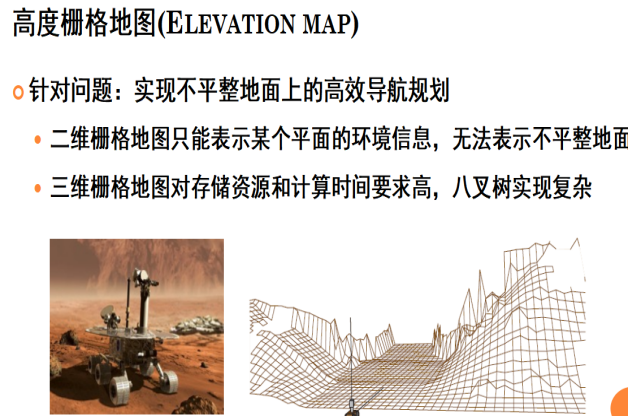 高度栅格地图(ELEVATION MAP)
针对问题：实现不平整地面上的高效导航规划
二维栅格地图只能表示某个平面的环境信息，无法表示不平整地面
三维栅格地图对存储资源和计算时间要求高，八叉树实现复杂